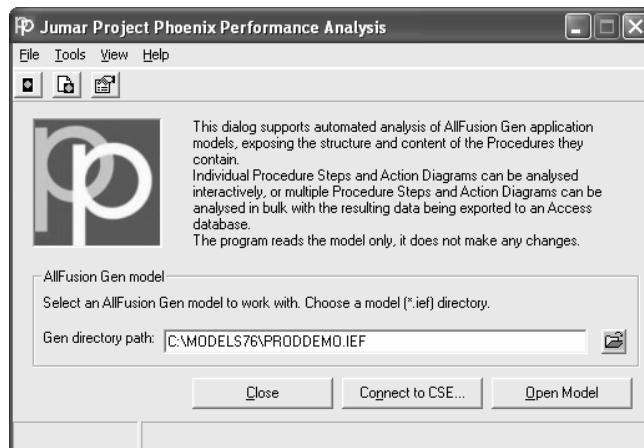 Jumar Project Phoenix Performance Analysis
File Tools View Help
This dialog supports automated analysis of AllFusion Gen application
models, exposing the structure and content of the Procedures they
contain.
Individual Procedure Steps and Action Diagrams can be analysed
interactively, or multiple Procedure Steps and Action Diagrams can be
analysed in bulk with the resulting data being exported to an Access
database.
The program reads the model only, it does not make any changes.
AllFusion Gen model
Select an AllFusion Gen model to work with. Choose a model (*.ief) directory.
Gen directory path: C:\MODELS76\PRODDEMO.IEF
Close Connect to CSE... Open Model